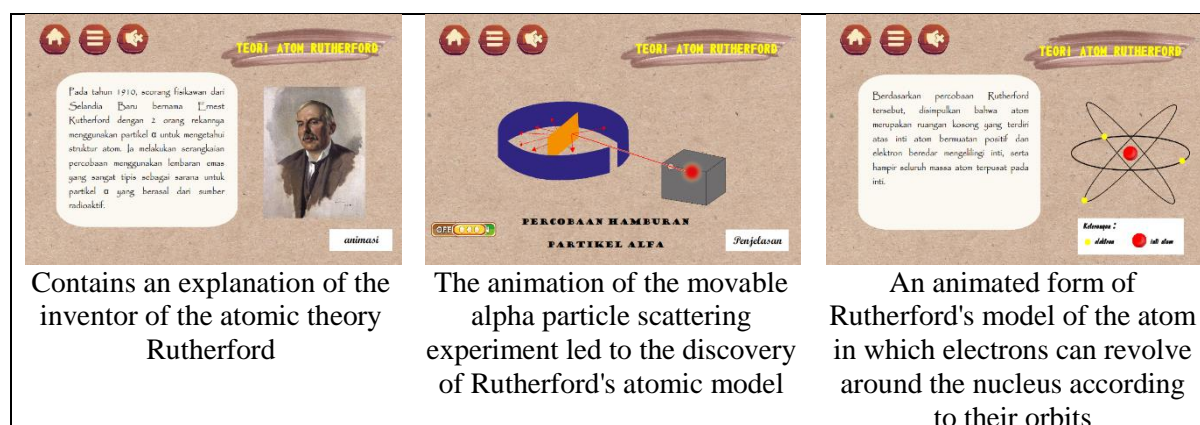 TEORI ATOM RUTHERFORD
Pada tahun 1910, seorang fisikawan dari
Selandia Baru bernama Ernest
Rutherford dengan 2 orang rekannya
menggunakan partikel α untuk mengetahui
struktur atom. Ia melakukan serangkaian
percobaan menggunakan lembaran emas
yang sangat tipis sebagai sarana untuk
partikel α yang berasal dari sumber
radioaktif.
animasi
Contains an explanation of the
inventor of the atomic theory
Rutherford
TEORI ATOM RUTHERFORD
OFF
PERCOBAAN HAMBURAN
PARTIKEL ALFA
Penjelasan
The animation of the movable
alpha particle scattering
experiment led to the discovery
of Rutherford's atomic model
TEORI ATOM RUTHERFORD
Berdasarkan percobaan Rutherford
tersebut, disimpulkan bahwa atom
merupakan ruangan kosong yang terdiri
atas inti atom bermuatan positif dan
elektron beredar mengelilingi inti, serta
hampir seluruh massa atom terpusat pada
inti.
Keterangan :
elektron
inti atom
An animated form of
Rutherford's model of the atom
in which electrons can revolve
around the nucleus according
to their orbits